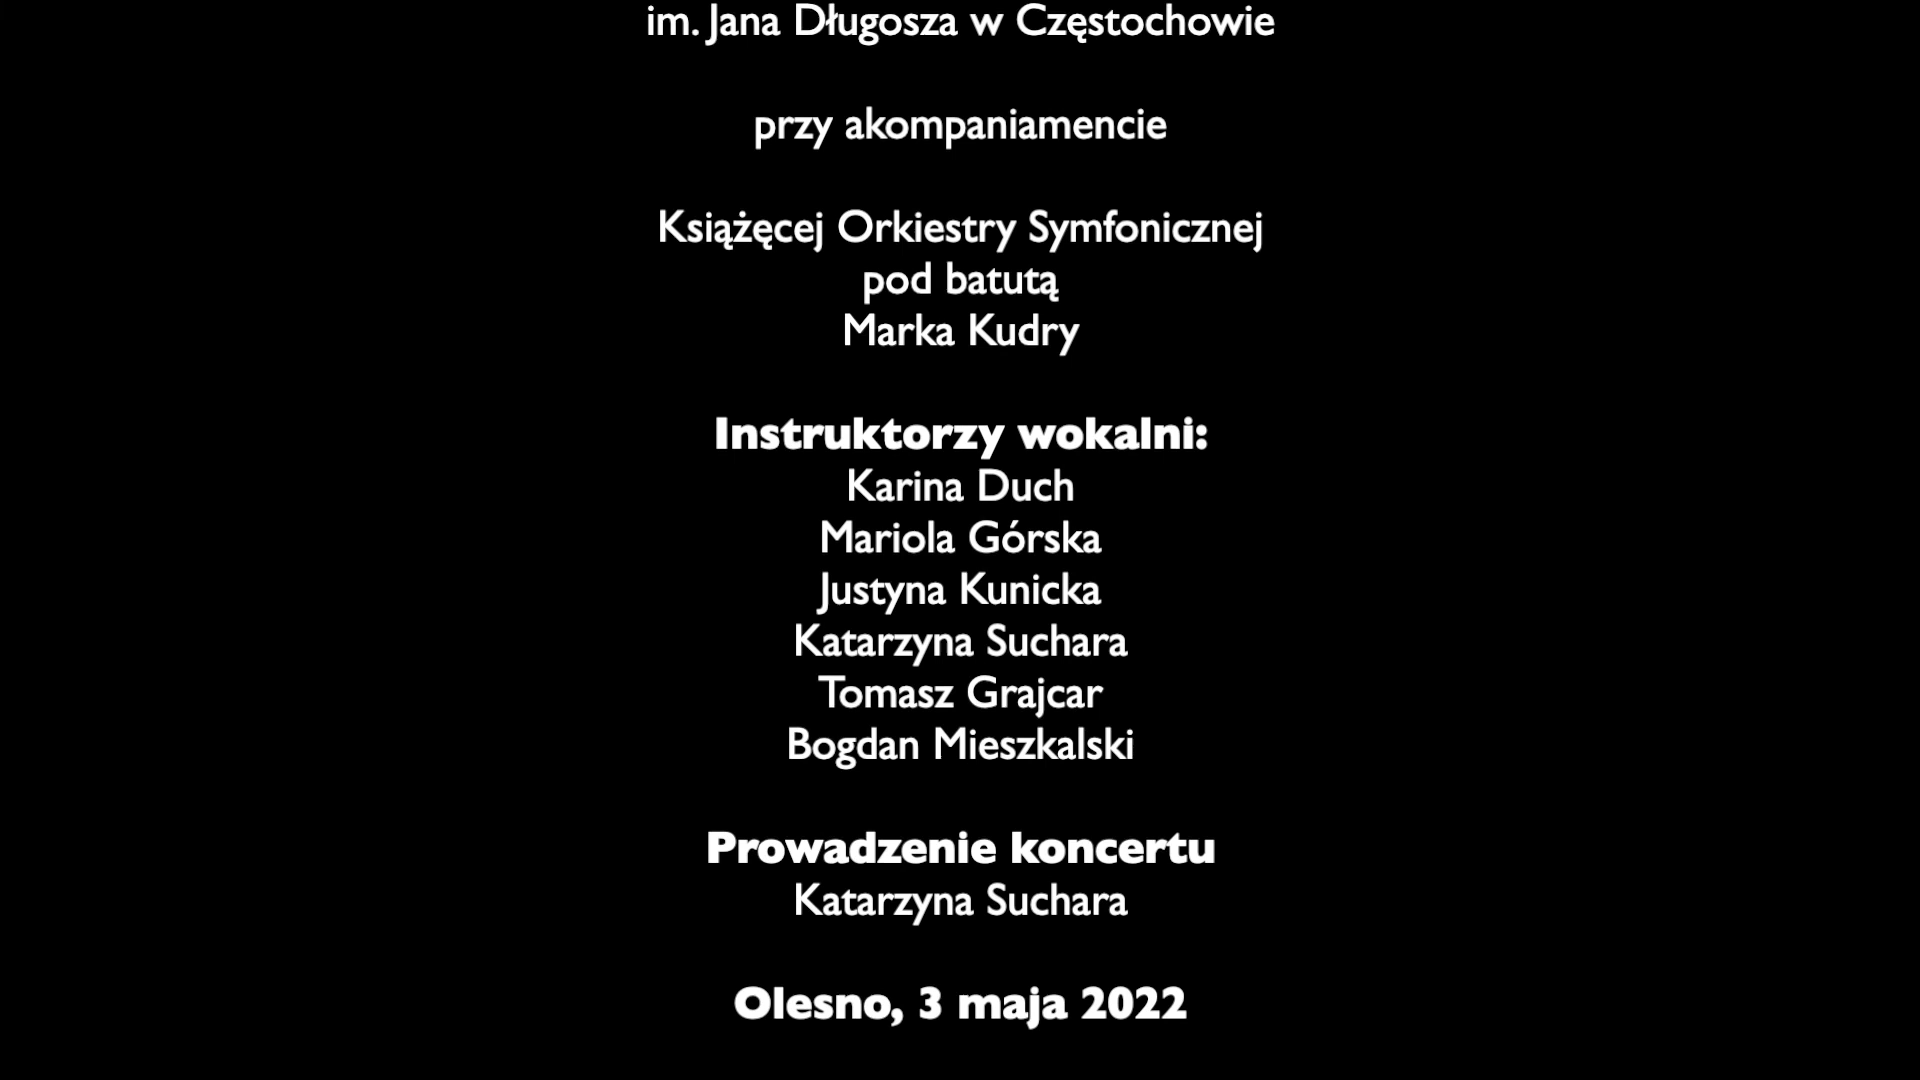 im. Jana Długosza w Częstochowie
przy akompaniamencie
Książęcej Orkiestry Symfonicznej
pod batutą
Marka Kudry
Instruktorzy wokalni:
Karina Duch
Mariola Górska
Justyna Kunicka
Katarzyna Suchara
Tomasz Grajcar
Bogdan Mieszkalski
Prowadzenie koncertu
Katarzyna Suchara
Olesno, 3 maja 2022